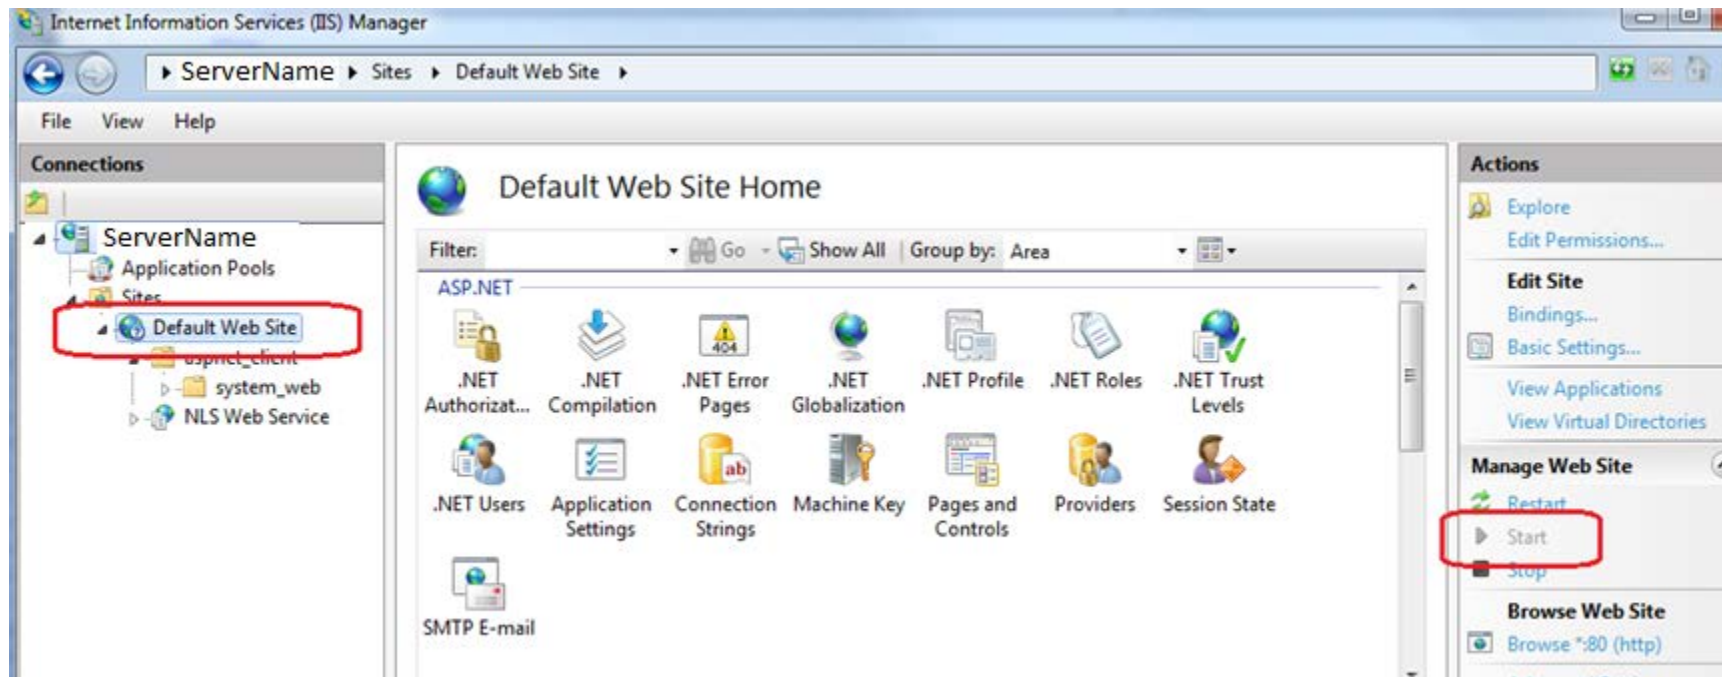 Internet Information Services (IIS) Manager
ServerName Sites Default Web Site
File View Help
Connections
ServerName
Application Pools
Sites
Default Web Site
aspnet_client
system_web
NLS Web Service
Default Web Site Home
Filter: Go Show All Group by: Area
ASP.NET
.NET Authorizat...
.NET Compilation
404
.NET Error Pages
.NET Globalization
.NET Profile
.NET Roles
.NET Trust Levels
.NET Users
Application Settings
ab
Connection Strings
Machine Key
Pages and Controls
Providers
Session State
SMTP E-mail
Actions
Explore
Edit Permissions...
Edit Site
Bindings...
Basic Settings...
View Applications
View Virtual Directories
Manage Web Site
Restart
Start
Stop
Browse Web Site
Browse *:80 (http)